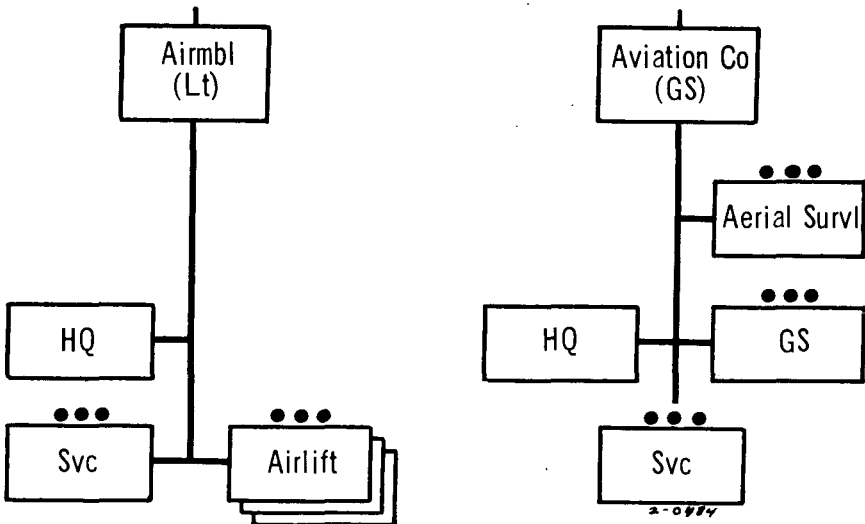 Airmbl
(Lt)
HQ
Svc
Airlift
Aviation Co
(GS)
Aerial Survl
HQ
GS
Svc
2-0484